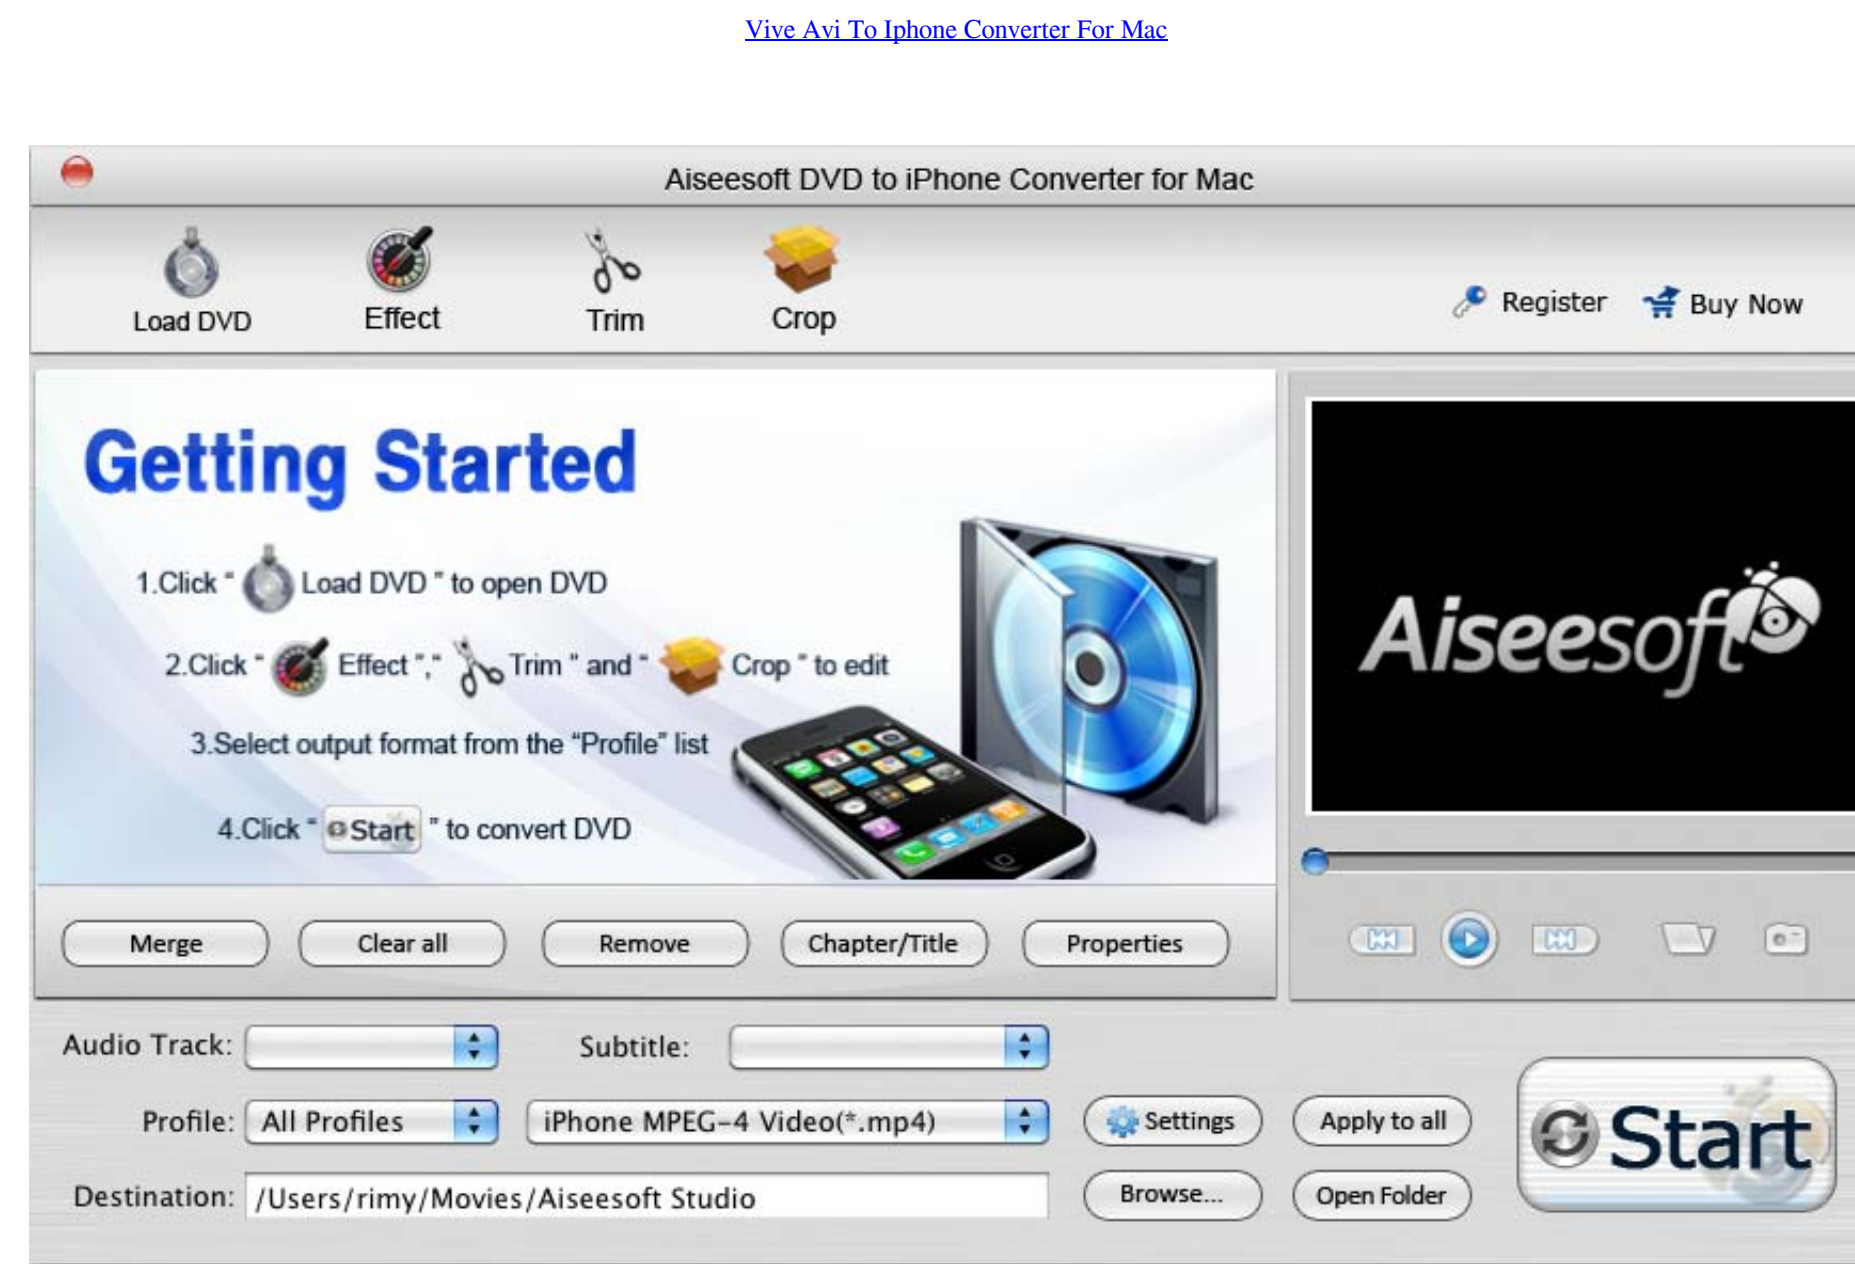 Vive Avi To Iphone Converter For Mac
Aiseesoft DVD to iPhone Converter for Mac
Load DVD
Effect
Trim
Crop
Register
Buy Now
Getting Started
1.Click " Load DVD " to open DVD
2.Click " Effect "," Trim " and " Crop " to edit
3.Select output format from the “Profile” list
4.Click " Start " to convert DVD
Aiseesoft
Merge
Clear all
Remove
Chapter/Title
Properties
Audio Track:
Subtitle:
Profile: All Profiles
iPhone MPEG-4 Video(*.mp4)
Settings
Apply to all
Start
Destination: /Users/rimy/Movies/Aiseesoft Studio
Browse...
Open Folder